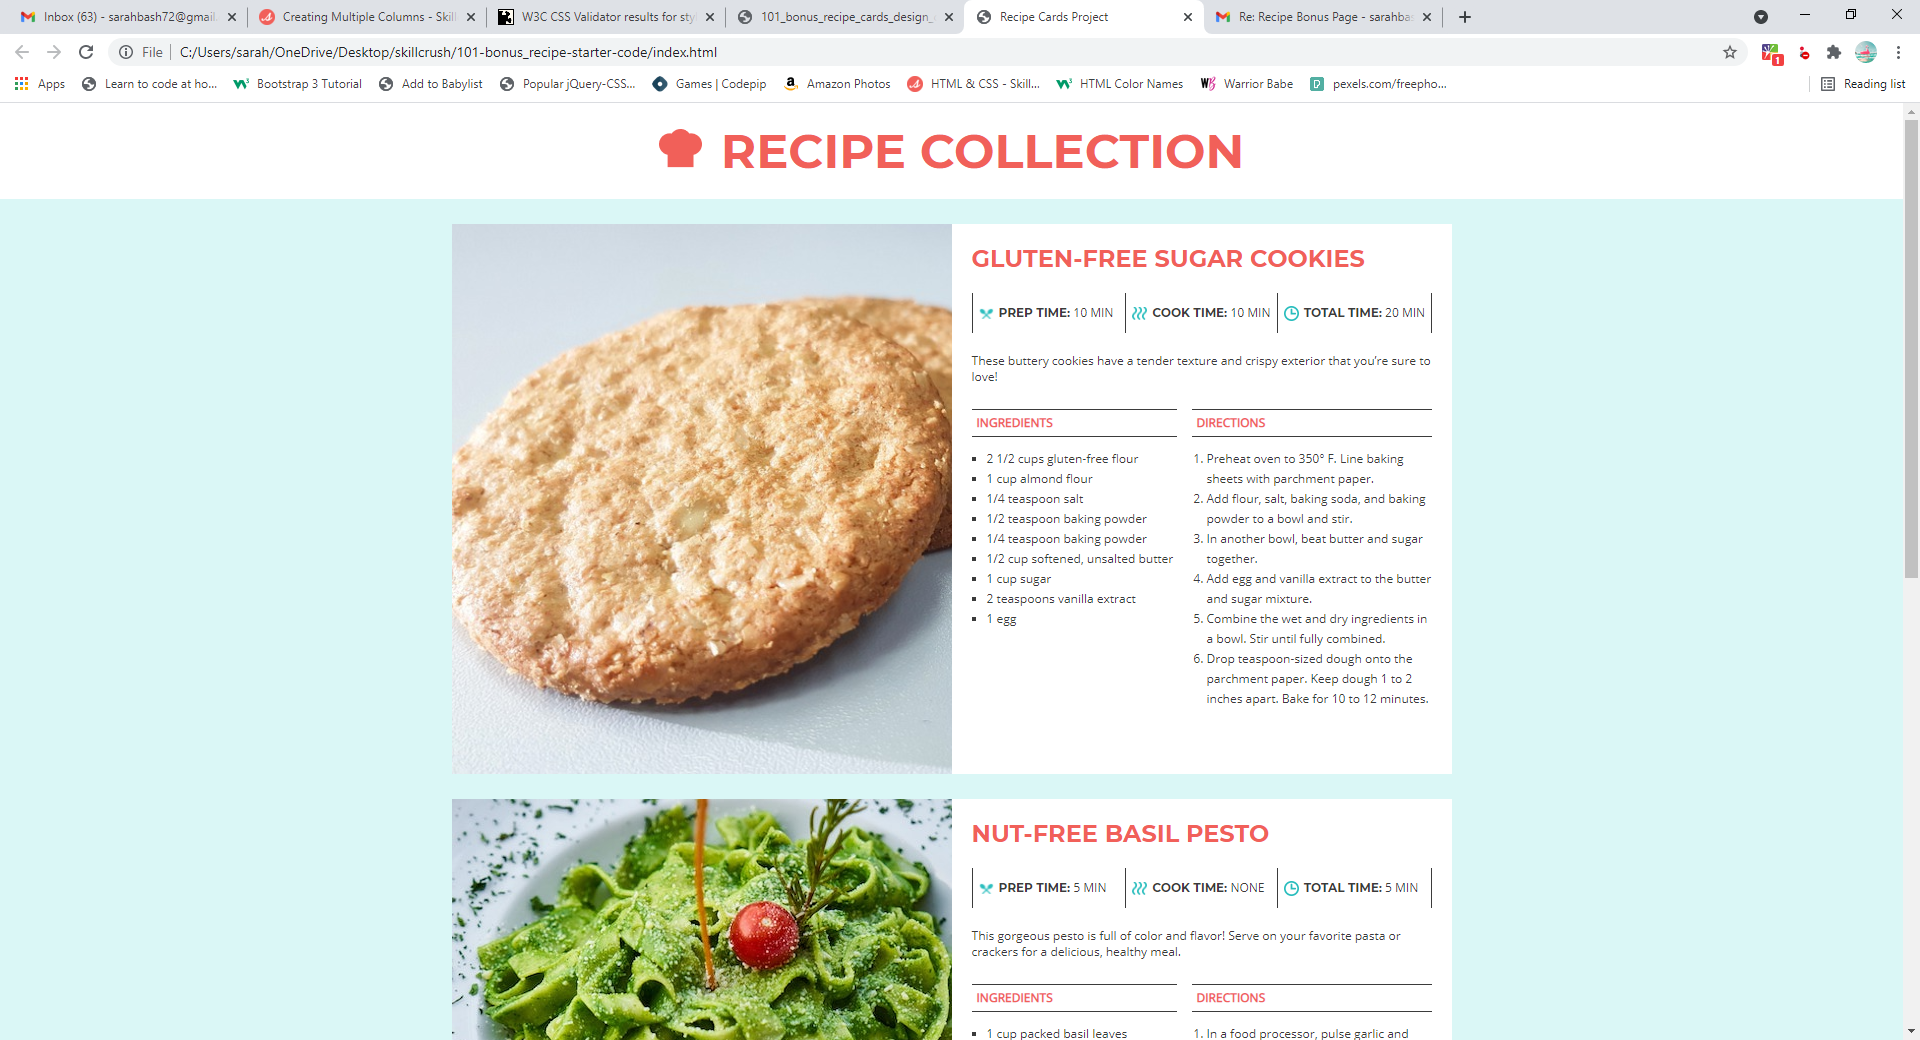 Inbox (63) - sarahbash72@gmail.
Creating Multiple Columns - Skil
W3C CSS Validator results for sty
101_bonus_recipe_cards_design_
Recipe Cards Project
Re: Recipe Bonus Page - sarahba
File
C:/Users/sarah/OneDrive/Desktop/skillcrush/101-bonus_recipe-starter-code/index.html
1
Apps
Learn to code at ho...
Bootstrap 3 Tutorial
Add to Babylist
Popular jQuery-CSS...
Games | Codepip
Amazon Photos
HTML & CSS - Skill...
HTML Color Names
Warrior Babe
pexels.com/freepho...
Reading list
RECIPE COLLECTION
GLUTEN-FREE SUGAR COOKIES
PREP TIME: 10 MIN
COOK TIME: 10 MIN
TOTAL TIME: 20 MIN
These buttery cookies have a tender texture and crispy exterior that you're sure to
love!
INGREDIENTS
2 1/2 cups gluten-free flour
1 cup almond flour
1/4 teaspoon salt
1/2 teaspoon baking powder
1/4 teaspoon baking powder
1/2 cup softened, unsalted butter
1 cup sugar
2 teaspoons vanilla extract
1 egg
DIRECTIONS
1. Preheat oven to 350° F. Line baking
sheets with parchment paper.
2. Add flour, salt, baking soda, and baking
powder to a bowl and stir.
3. In another bowl, beat butter and sugar
together.
4. Add egg and vanilla extract to the butter
and sugar mixture.
5. Combine the wet and dry ingredients in
a bowl. Stir until fully combined.
6. Drop teaspoon-sized dough onto the
parchment paper. Keep dough 1 to 2
inches apart. Bake for 10 to 12 minutes.
NUT-FREE BASIL PESTO
PREP TIME: 5 MIN
COOK TIME: NONE
TOTAL TIME: 5 MIN
This gorgeous pesto is full of color and flavor! Serve on your favorite pasta or
crackers for a delicious, healthy meal.
INGREDIENTS
1 cup packed basil leaves
DIRECTIONS
1. In a food processor, pulse garlic and